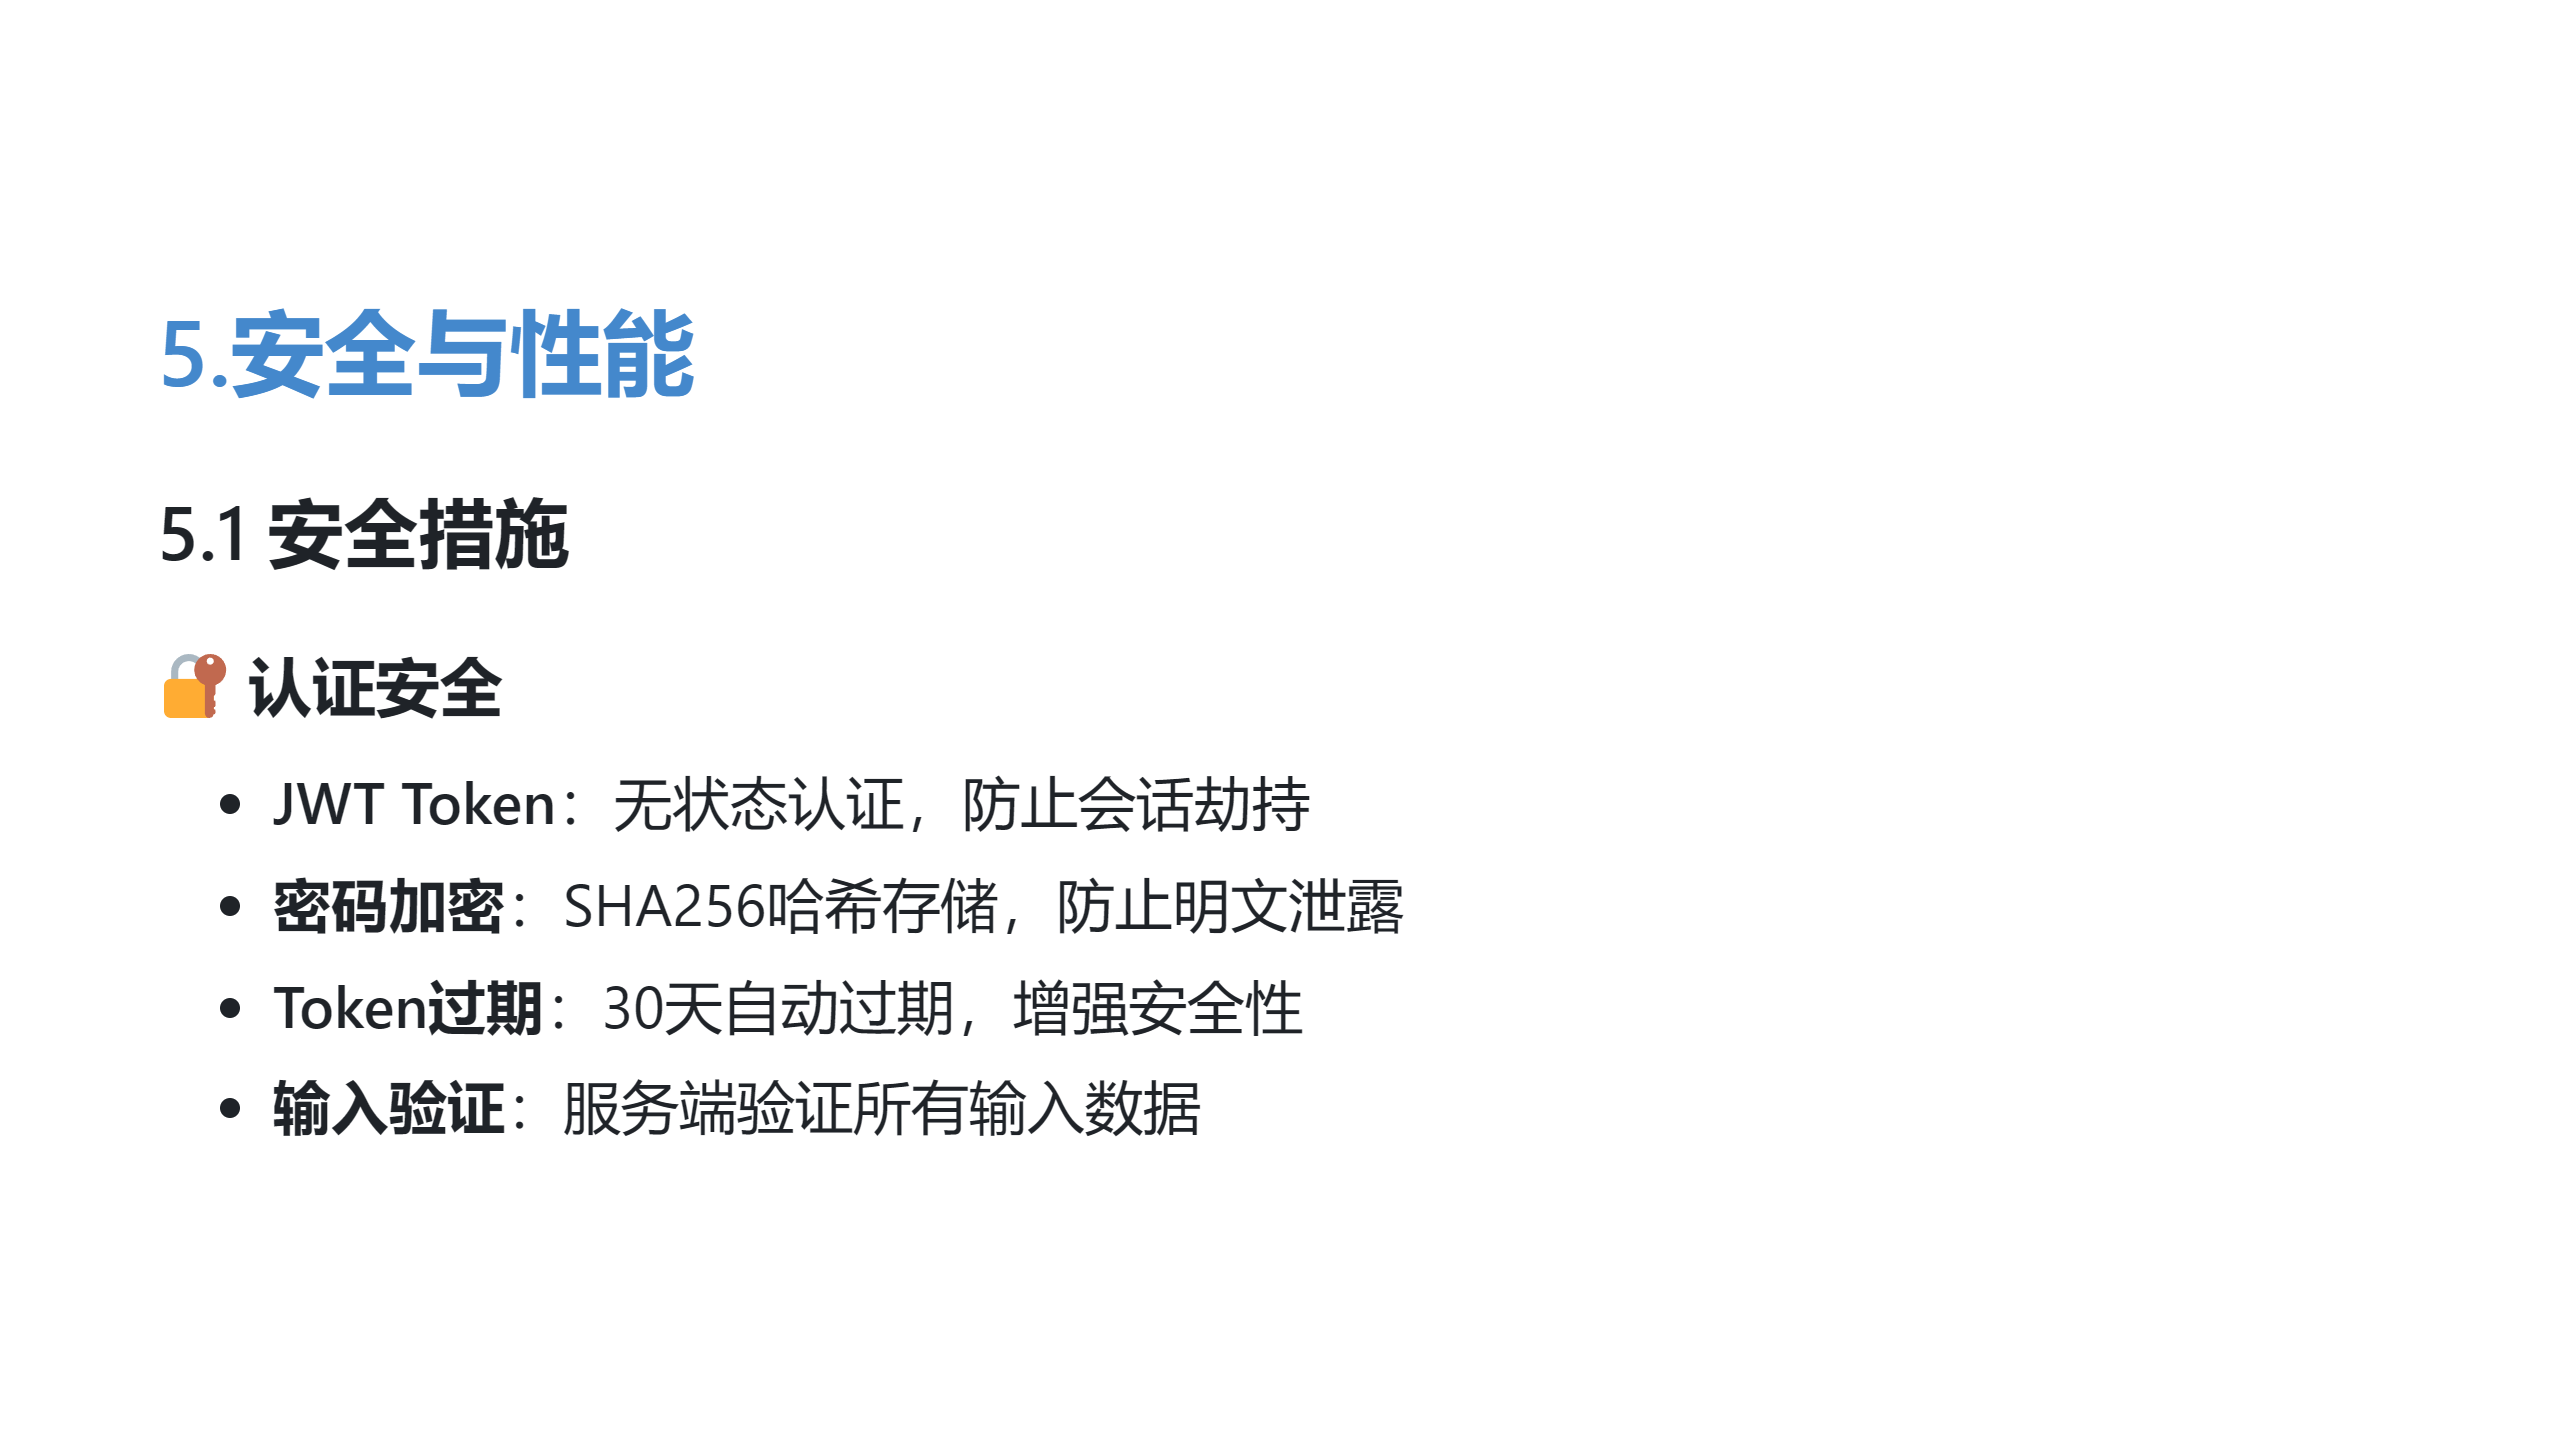 5.安全与性能
5.1 安全措施
🔐 认证安全
• JWT Token：无状态认证，防止会话劫持
• 密码加密：SHA256哈希存储，防止明文泄露
• Token过期：30天自动过期，增强安全性
• 输入验证：服务端验证所有输入数据